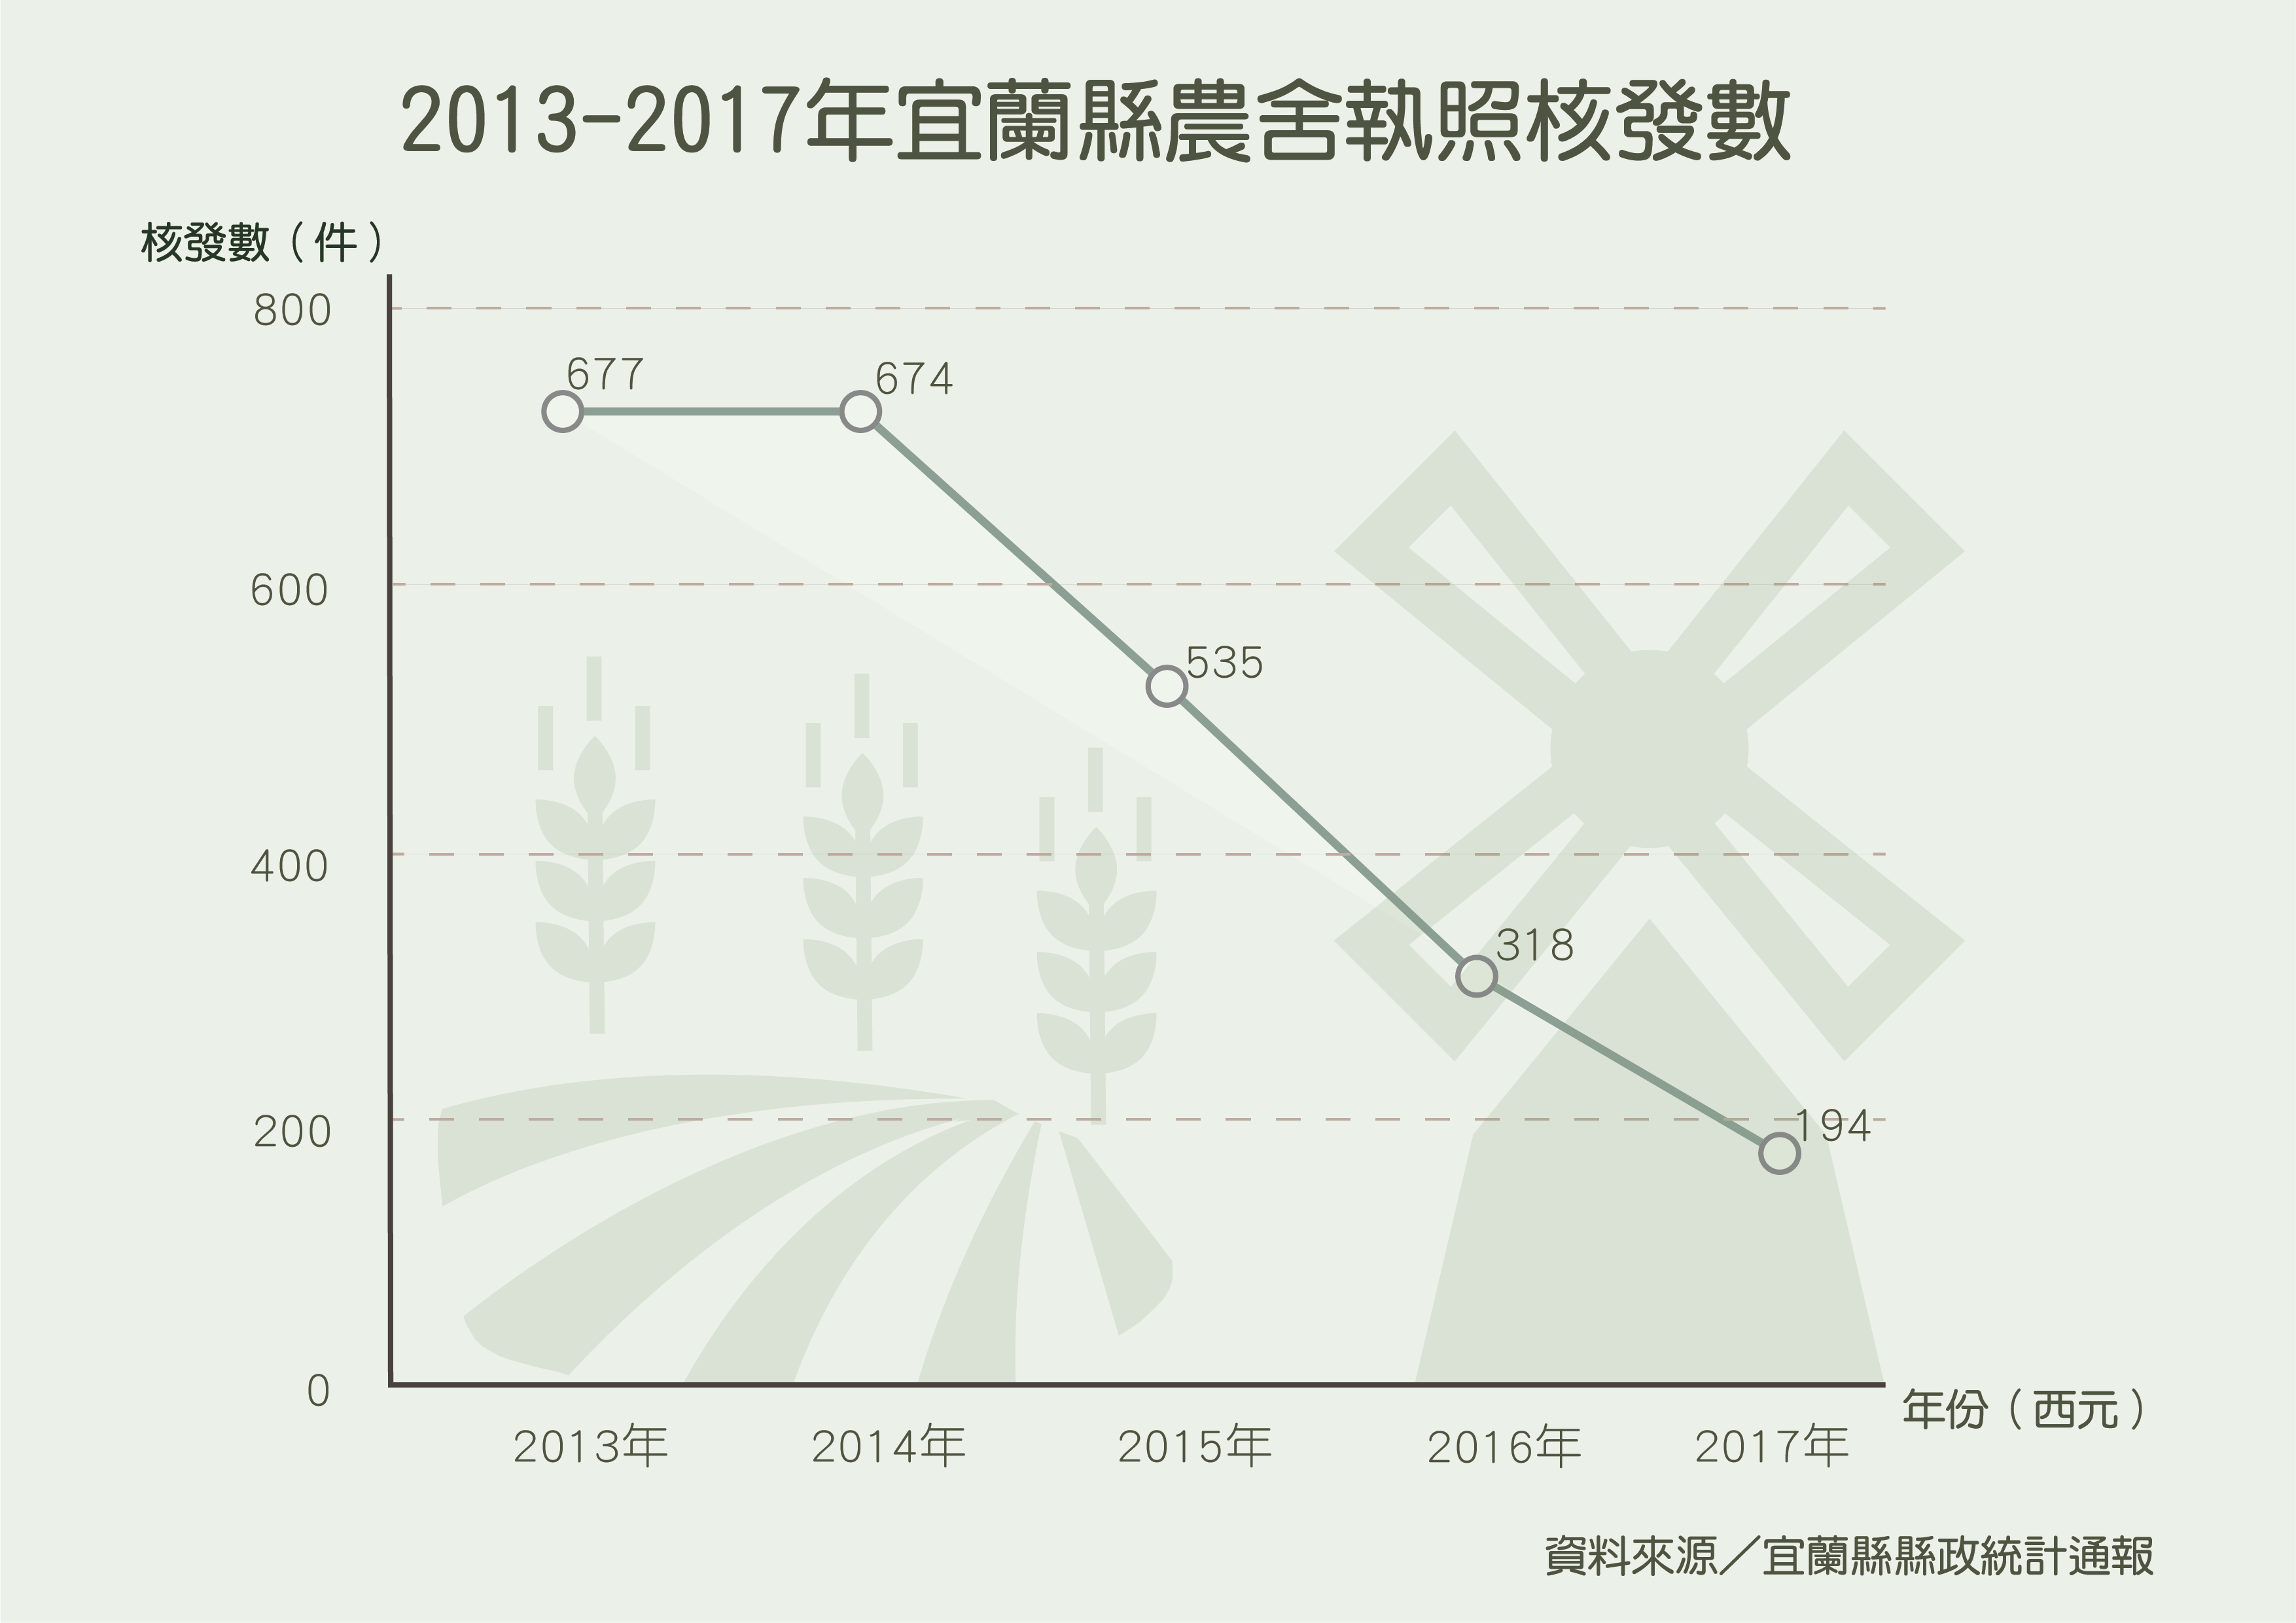 2013-2017年宜蘭縣農舍執照核發數
核發數（件）
800
677
674
600
535
400
318
200
194
0
2013年
2014年
2015年
2016年
2017年
年份（西元）
資料來源／宜蘭縣縣政統計通報